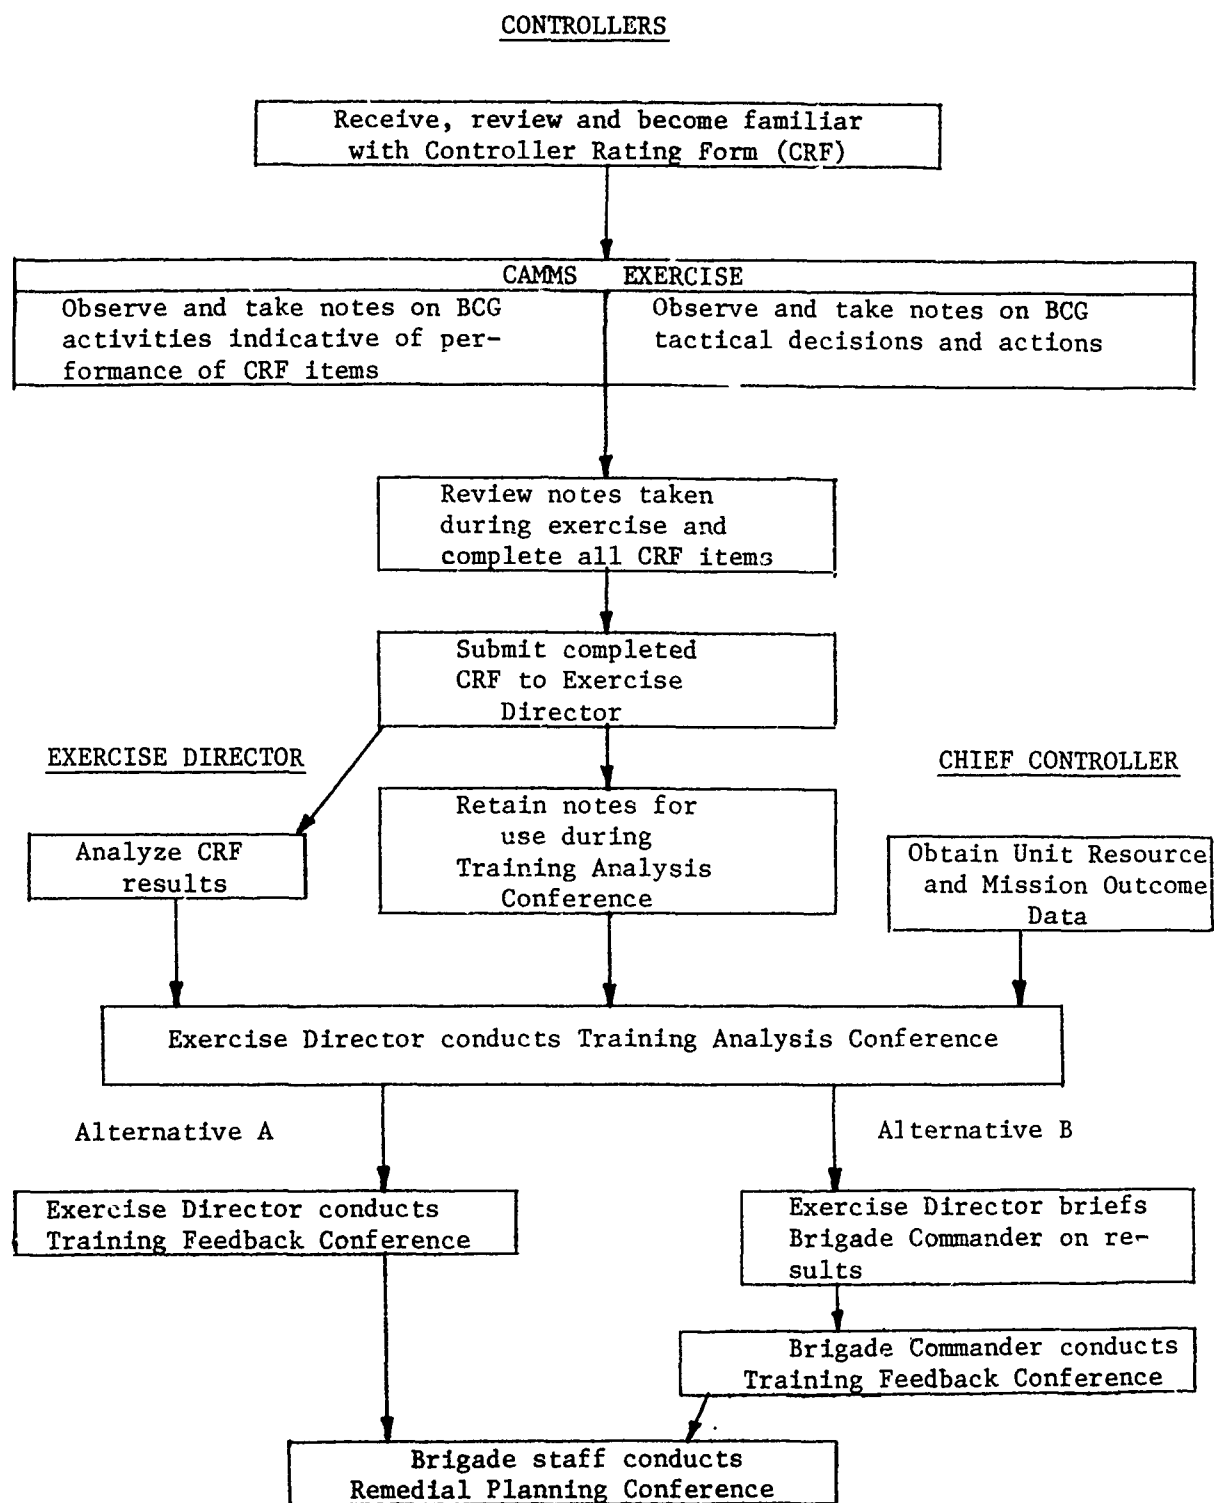 CONTROLLERS
Receive, review and become familiar
with Controller Rating Form (CRF)
CAMMS EXERCISE
Observe and take notes on BCG
activities indicative of per-
formance of CRF items
Observe and take notes on BCG
tactical decisions and actions
Review notes taken
during exercise and
complete all CRF items
Submit completed
CRF to Exercise
Director
EXERCISE DIRECTOR
CHIEF CONTROLLER
Retain notes for
use during
Training Analysis
Conference
Analyze CRF
results
Obtain Unit Resource
and Mission Outcome
Data
Exercise Director conducts Training Analysis Conference
Alternative A
Alternative B
Exercise Director conducts
Training Feedback Conference
Exercise Director briefs
Brigade Commander on re-
sults
Brigade Commander conducts
Training Feedback Conference
Brigade staff conducts
Remedial Planning Conference